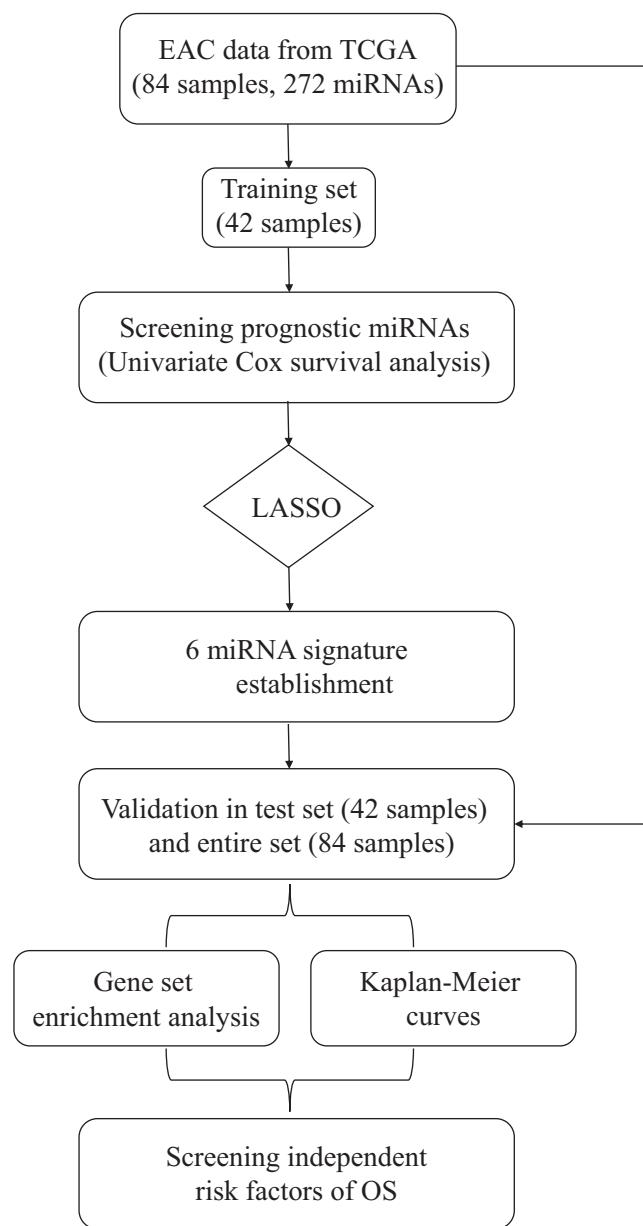 EAC data from TCGA
(84 samples, 272 miRNAs)
Training set
(42 samples)
Screening prognostic miRNAs
(Univariate Cox survival analysis)
LASSO
6 miRNA signature
establishment
Validation in test set (42 samples)
and entire set (84 samples)
Gene set
enrichment analysis
Kaplan-Meier
curves
Screening independent
risk factors of OS